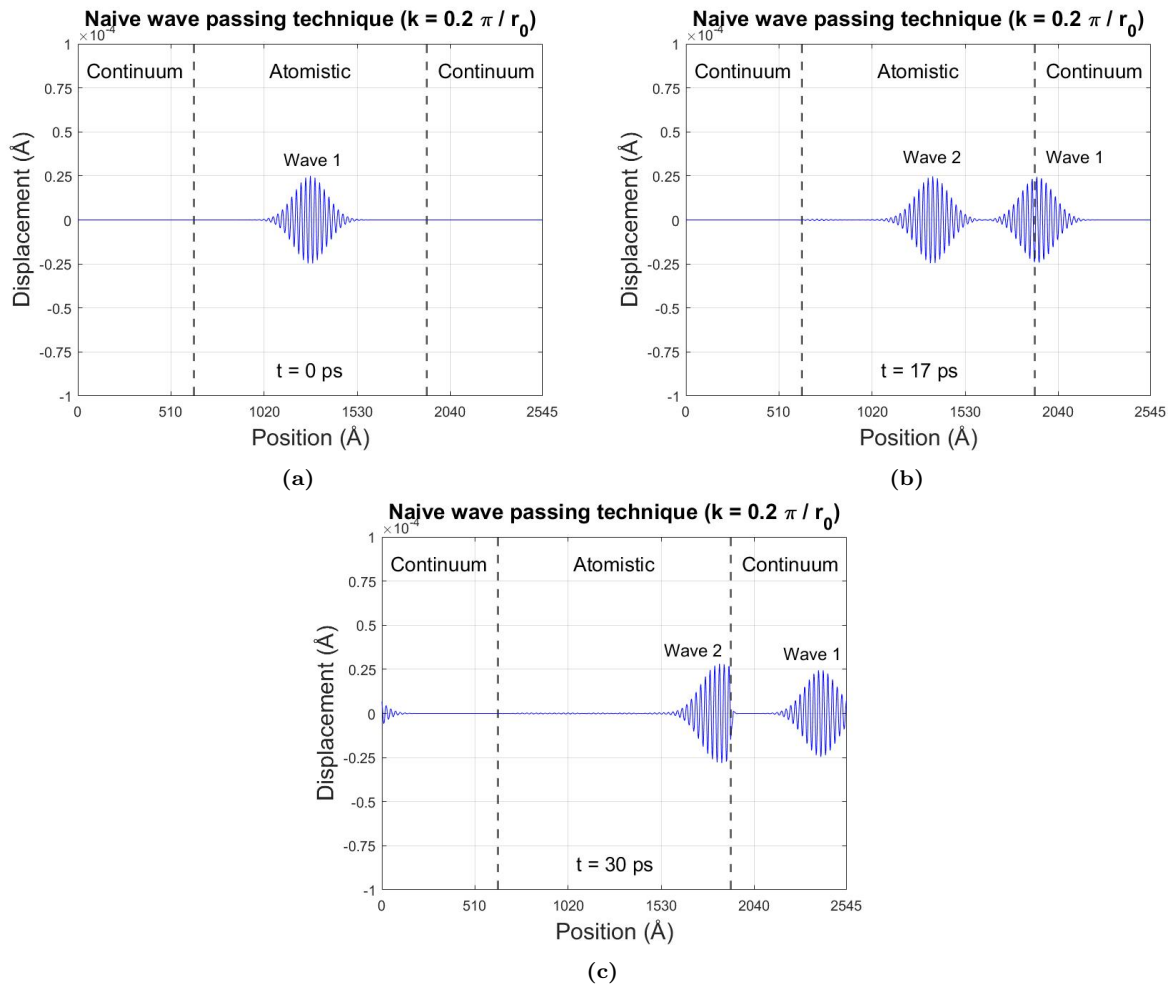 Naive wave passing technique (k = 0.2 π / r₀)
×10⁻⁴
Continuum Atomistic Continuum
Wave 1
t = 0 ps
1
0.75
0.5
0.25
0
-0.25
-0.5
-0.75
-1
Displacement (Å)
0 510 1020 1530 2040 2545
Position (Å)
(a)
Naive wave passing technique (k = 0.2 π / r₀)
×10⁻⁴
Continuum Atomistic Continuum
Wave 2 Wave 1
t = 17 ps
1
0.75
0.5
0.25
0
-0.25
-0.5
-0.75
-1
Displacement (Å)
0 510 1020 1530 2040 2545
Position (Å)
(b)
Naive wave passing technique (k = 0.2 π / r₀)
×10⁻⁴
Continuum Atomistic Continuum
Wave 2 Wave 1
t = 30 ps
1
0.75
0.5
0.25
0
-0.25
-0.5
-0.75
-1
Displacement (Å)
0 510 1020 1530 2040 2545
Position (Å)
(c)